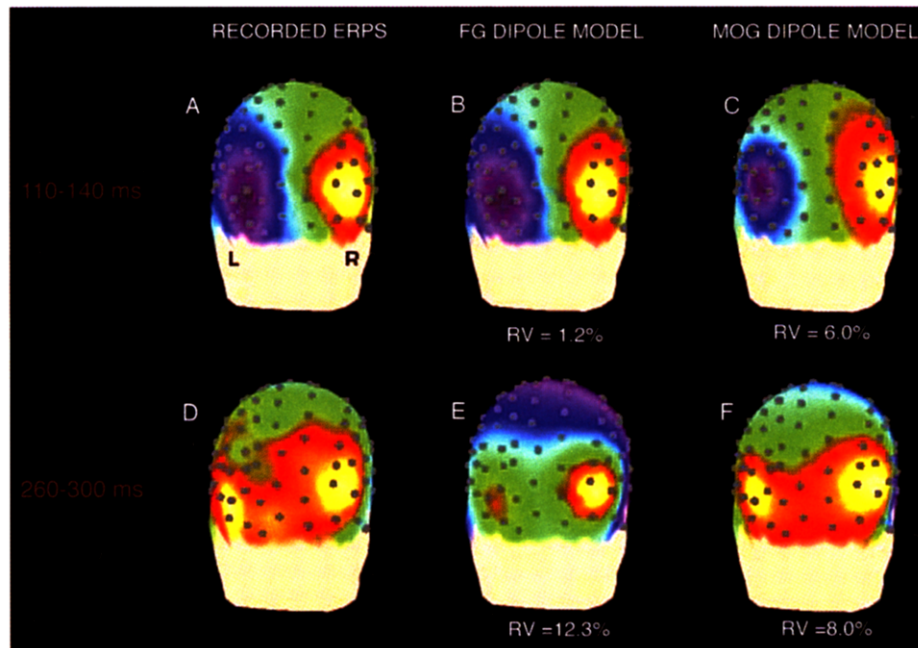 RECORDED ERPS
FG DIPOLE MODEL
MOG DIPOLE MODEL
A
B
C
110-140 ms
L
R
RV = 1.2%
RV = 6.0%
D
E
F
260-300 ms
RV =12.3%
RV =8.0%